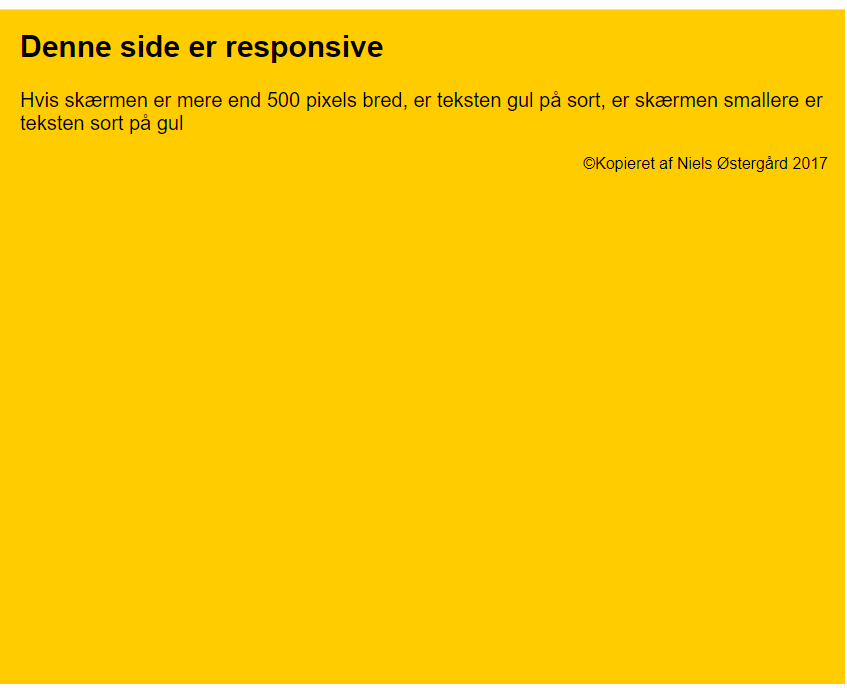 Denne side er responsive
Hvis skærmen er mere end 500 pixels bred, er teksten gul på sort, er skærmen smallere er
teksten sort på gul
©Kopieret af Niels Østergård 2017